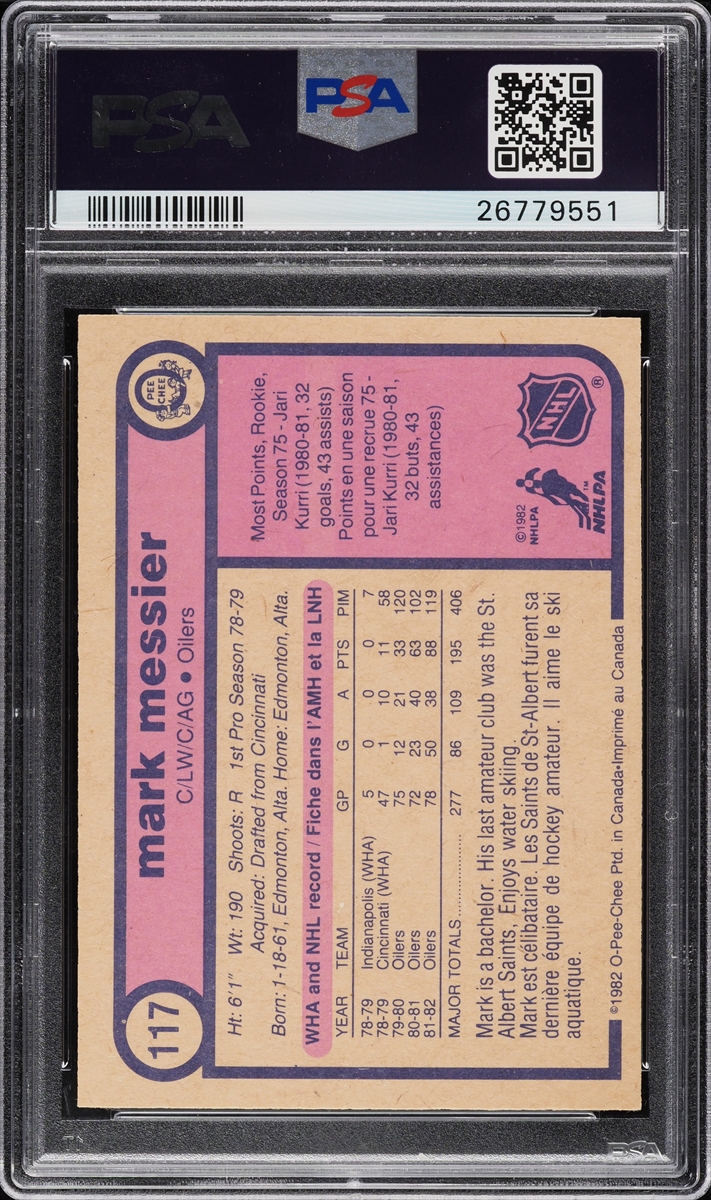 PSA
PSA
26779551
117
mark messier
C/LW/C/AG • Oilers
O
PEE
CHEE
Ht: 6'1" Wt: 190 Shoots: R 1st Pro Season 78-79
Acquired: Drafted from Cincinnati
Born: 1-18-61, Edmonton, Alta. Home: Edmonton, Alta.
WHA and NHL record / Fiche dans l'AMH et la LNH
YEAR TEAM GP G A PTS PIM
78-79 Indianapolis (WHA) 5 0 0 0 7
78-79 Cincinnati (WHA) 47 1 10 11 58
79-80 Oilers 75 12 21 33 120
80-81 Oilers 72 23 40 63 102
81-82 Oilers 78 50 38 88 119
MAJOR TOTALS .................... 277 86 109 195 406
Mark is a bachelor. His last amateur club was the St.
Albert Saints, Enjoys water skiing.
Mark est célibataire. Les Saints de St-Albert furent sa
dernière équipe de hockey amateur. Il aime le ski
aquatique.
Most Points, Rookie,
Season 75 - Jari
Kurri (1980-81, 32
goals, 43 assists)
Points en une saison
pour une recrue 75 -
Jari Kurri (1980-81,
32 buts, 43
assistances)
©1982
NHLPA
NHLPA™
NHL ®
©1982 O-Pee-Chee Ptd. in Canada•Imprimé au Canada
PSA